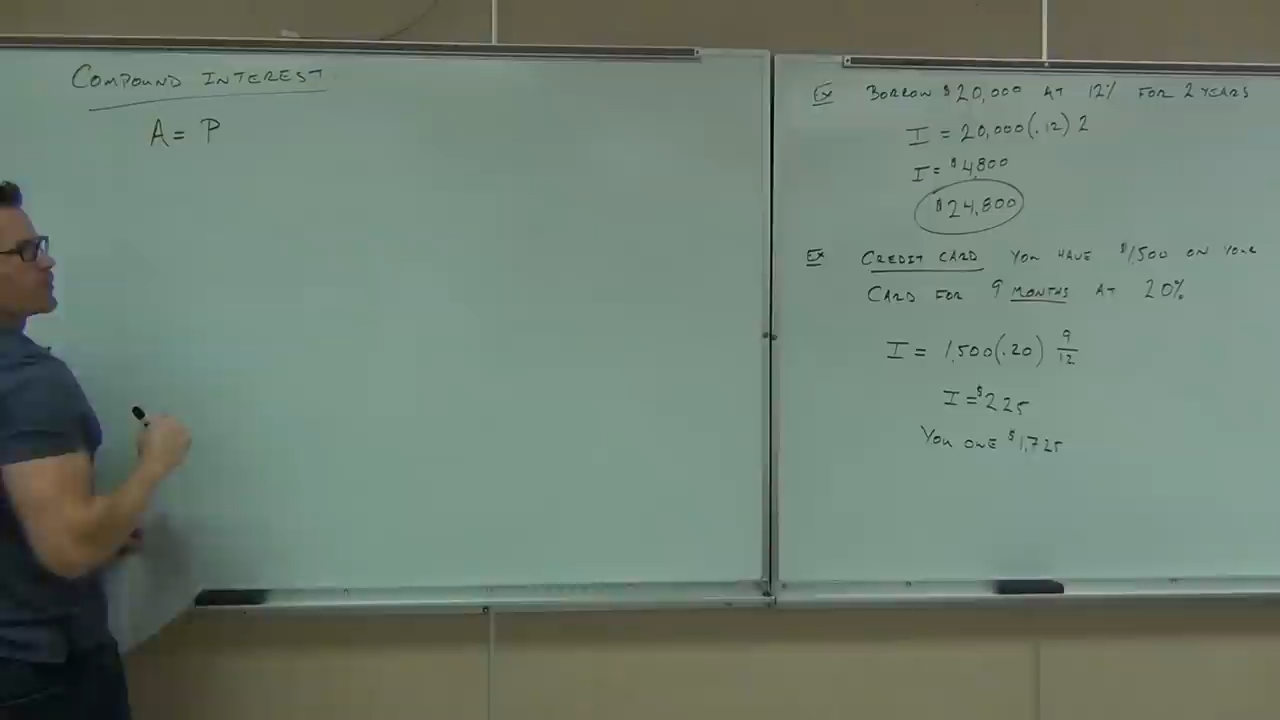 COMPOUND INTEREST
A = P
Ex BORROW $20,000 AT 12% FOR 2 YEARS
I = 20,000(.12) 2
I = $4,800
$24,800
Ex CREDIT CARD YOU HAVE $1,500 ON YOUR
CARD FOR 9 MONTHS AT 20%
I = 1,500(.20) 9/12
I = $225
YOU OWE $1,725